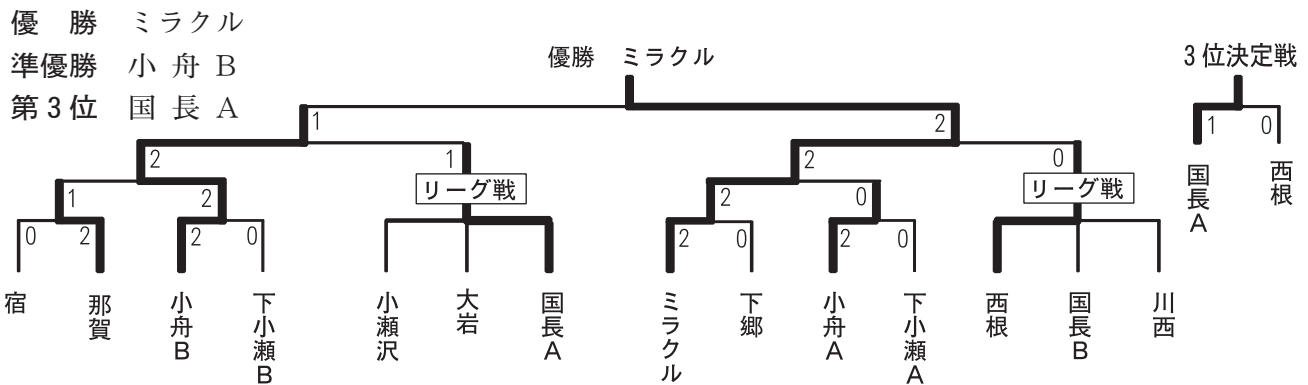 優勝 ミラクル
準優勝 小舟B
第3位 国長A
優勝 ミラクル
3位決定戦
1 2
1 0
2 1 2 0
リーグ戦
リーグ戦
1 2 2 0
0 2 2 0 2 0 2 0
国長A
西根
宿
那賀
小舟B
下小瀬B
小瀬沢
大岩
国長A
ミラクル
下郷
小舟A
下小瀬A
西根
国長B
川西